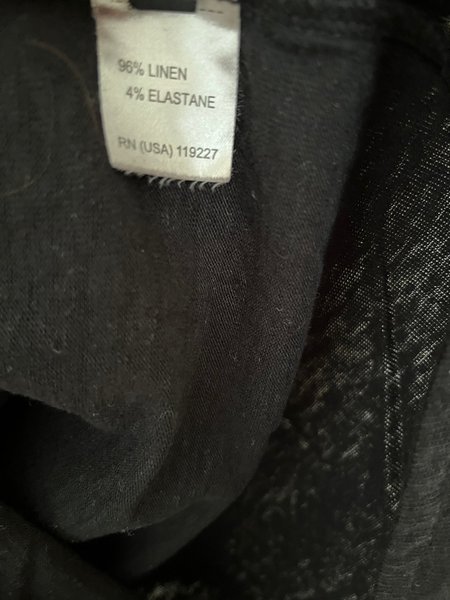 96% LINEN
4% ELASTANE
RN (USA) 119227